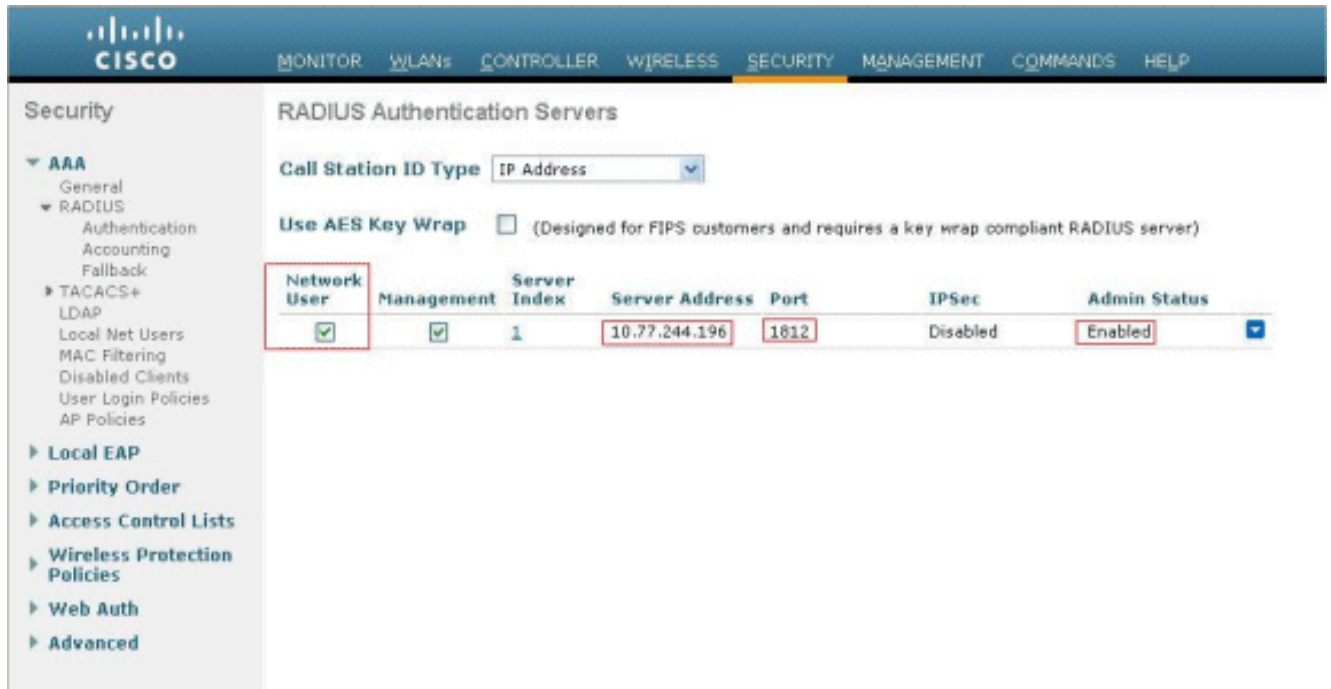 CISCO
MONITOR WLANs CONTROLLER WIRELESS SECURITY MANAGEMENT COMMANDS HELP
Security
AAA
General
RADIUS
Authentication
Accounting
Fallback
TACACS+
LDAP
Local Net Users
MAC Filtering
Disabled Clients
User Login Policies
AP Policies
Local EAP
Priority Order
Access Control Lists
Wireless Protection
Policies
Web Auth
Advanced
RADIUS Authentication Servers
Call Station ID Type IP Address
Use AES Key Wrap (Designed for FIPS customers and requires a key wrap compliant RADIUS server)
Network User Management Server Index Server Address Port IPSec Admin Status
1 10.77.244.196 1812 Disabled Enabled